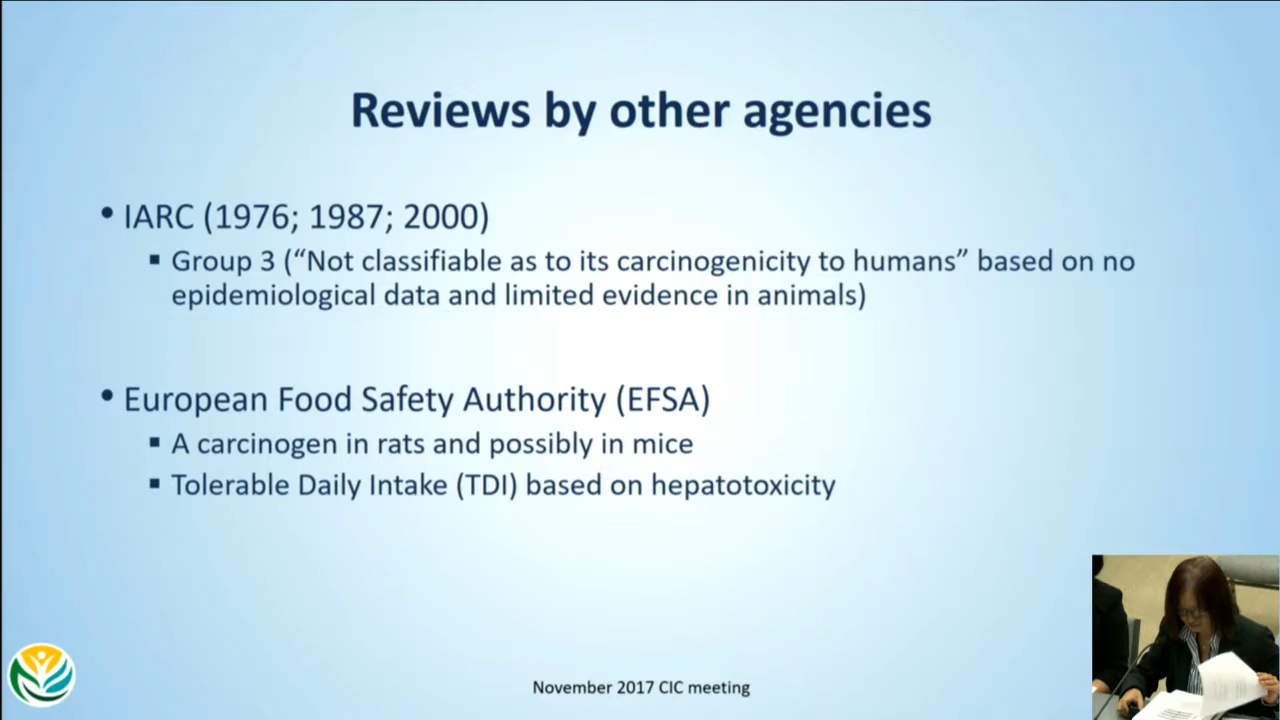 Reviews by other agencies
• IARC (1976; 1987; 2000)
▪ Group 3 (“Not classifiable as to its carcinogenicity to humans” based on no
epidemiological data and limited evidence in animals)
• European Food Safety Authority (EFSA)
▪ A carcinogen in rats and possibly in mice
▪ Tolerable Daily Intake (TDI) based on hepatotoxicity
November 2017 CIC meeting